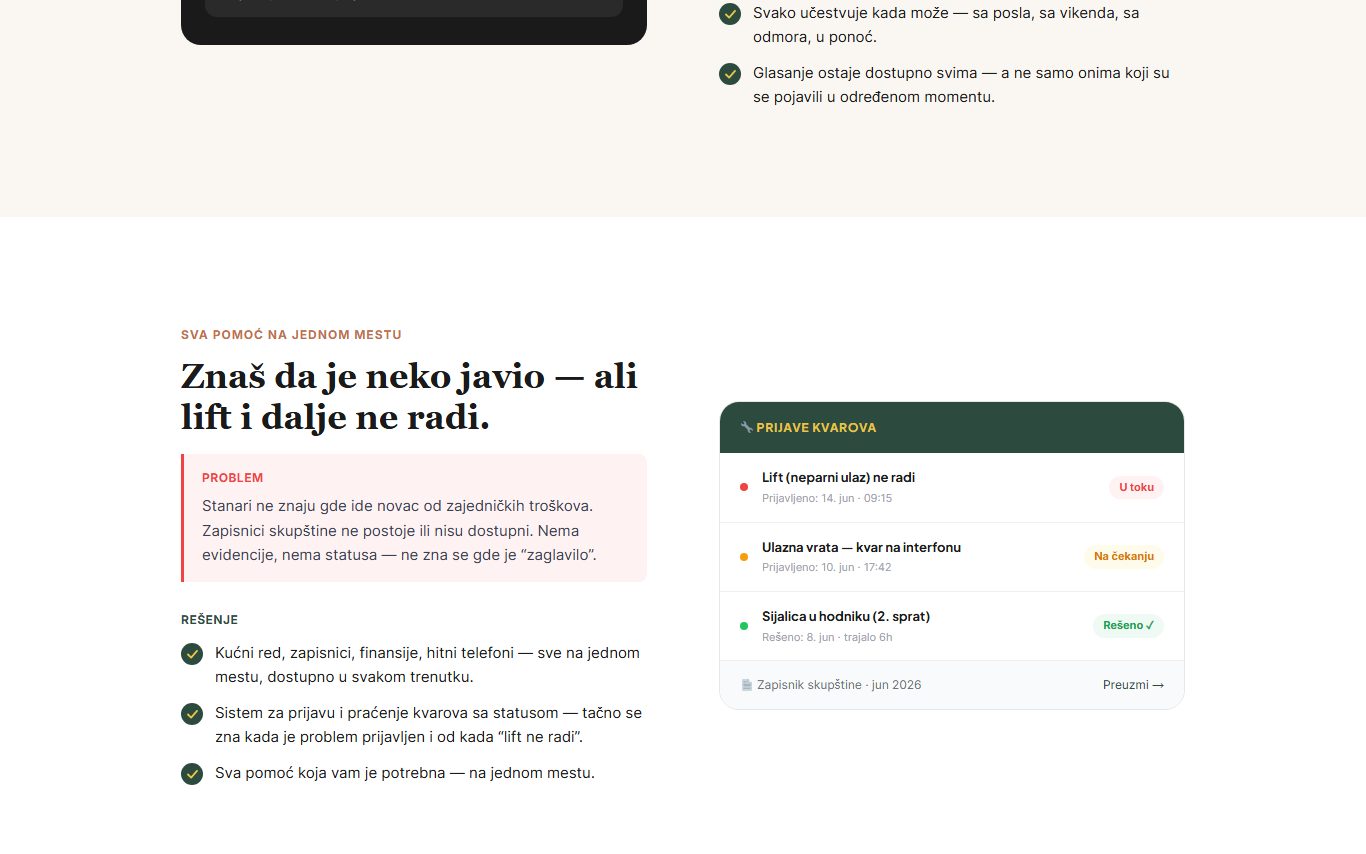 Svako učestvuje kada može — sa posla, sa vikenda, sa
odmora, u ponoć.
Glasanje ostaje dostupno svima — a ne samo onima koji su
se pojavili u određenom momentu.
SVA POMOĆ NA JEDNOM MESTU
Znaš da je neko javio — ali
lift i dalje ne radi.
PROBLEM
Stanari ne znaju gde ide novac od zajedničkih troškova.
Zapisnici skupštine ne postoje ili nisu dostupni. Nema
evidencije, nema statusa — ne zna se gde je “zaglavilo”.
REŠENJE
Kućni red, zapisnici, finansije, hitni telefoni — sve na jednom
mestu, dostupno u svakom trenutku.
Sistem za prijavu i praćenje kvarova sa statusom — tačno se
zna kada je problem prijavljen i od kada “lift ne radi”.
Sva pomoć koja vam je potrebna — na jednom mestu.
PRIJAVE KVAROVA
Lift (neparni ulaz) ne radi
Prijavljeno: 14. jun · 09:15
U toku
Ulazna vrata — kvar na interfonu
Prijavljeno: 10. jun · 17:42
Na čekanju
Sijalica u hodniku (2. sprat)
Rešeno: 8. jun · trajalo 6h
Rešeno ✓
Zapisnik skupštine · jun 2026
Preuzmi →